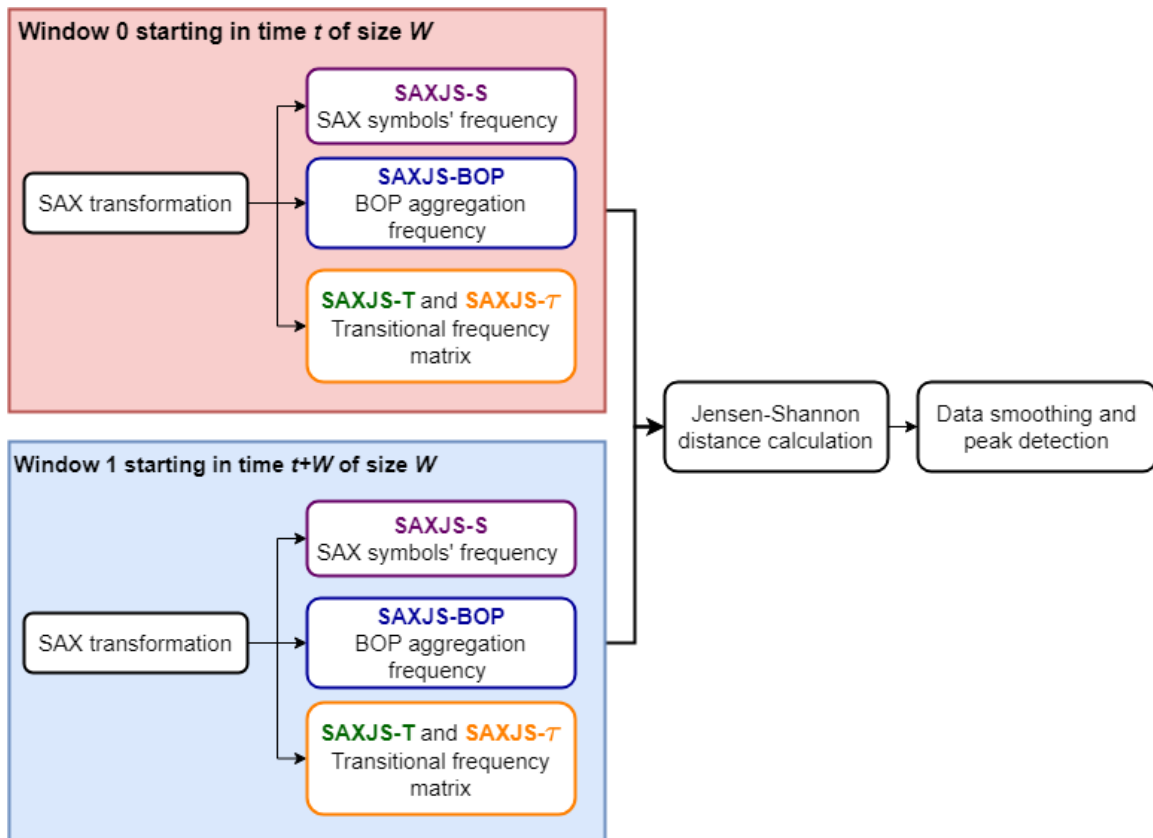 Window 0 starting in time t of size W
SAXJS-S
SAX symbols' frequency
SAX transformation
SAXJS-BOP
BOP aggregation
frequency
SAXJS-T and SAXJS-τ
Transitional frequency
matrix
Jensen-Shannon
distance calculation
Data smoothing and
peak detection
Window 1 starting in time t+W of size W
SAXJS-S
SAX symbols' frequency
SAX transformation
SAXJS-BOP
BOP aggregation
frequency
SAXJS-T and SAXJS-τ
Transitional frequency
matrix